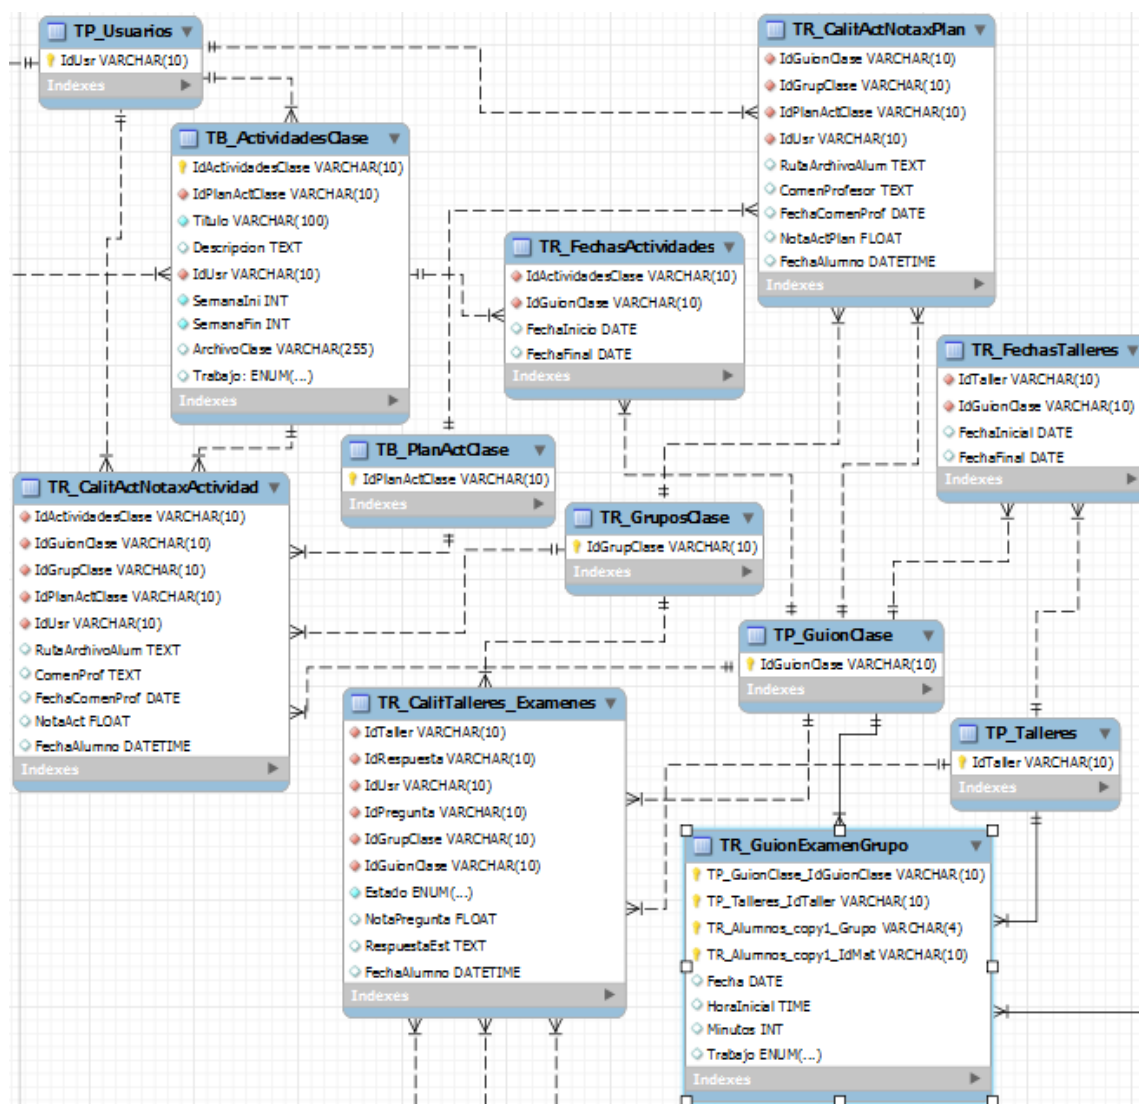 TP_Usuarios
IdUsr VARCHAR(10)
Indexes
TR_CalifActNotaxPlan
IdGuionClase VARCHAR(10)
IdGrupClase VARCHAR(10)
IdPlanActClase VARCHAR(10)
IdUsr VARCHAR(10)
RutaArchivoAlum TEXT
ComenProfesor TEXT
FechaComenProf DATE
NotaActPlan FLOAT
FechaAlumno DATETIME
Indexes
TB_ActividadesClase
IdActividadesClase VARCHAR(10)
IdPlanActClase VARCHAR(10)
Titulo VARCHAR(100)
Descripcion TEXT
IdUsr VARCHAR(10)
SemanaIni INT
SemanaFin INT
ArchivoClase VARCHAR(255)
Trabajo: ENUM(...)
Indexes
TR_FechasActividades
IdActividadesClase VARCHAR(10)
IdGuionClase VARCHAR(10)
FechaInicio DATE
FechaFinal DATE
Indexes
TR_FechasTalleres
IdTaller VARCHAR(10)
IdGuionClase VARCHAR(10)
FechaInicial DATE
FechaFinal DATE
Indexes
TB_PlanActClase
IdPlanActClase VARCHAR(10)
Indexes
TR_CalifActNotaxActividad
IdActividadesClase VARCHAR(10)
IdGuionClase VARCHAR(10)
IdGrupClase VARCHAR(10)
IdPlanActClase VARCHAR(10)
IdUsr VARCHAR(10)
RutaArchivoAlum TEXT
ComenProf TEXT
FechaComenProf DATE
NotaAct FLOAT
FechaAlumno DATETIME
Indexes
TR_GruposClase
IdGrupClase VARCHAR(10)
Indexes
TP_GuionClase
IdGuionClase VARCHAR(10)
Indexes
TR_CalifTalleres_Examenes
IdTaller VARCHAR(10)
IdRespuesta VARCHAR(10)
IdUsr VARCHAR(10)
IdPregunta VARCHAR(10)
IdGrupClase VARCHAR(10)
IdGuionClase VARCHAR(10)
Estado ENUM(...)
NotaPregunta FLOAT
RespuestaEst TEXT
FechaAlumno DATETIME
Indexes
TP_Talleres
IdTaller VARCHAR(10)
Indexes
TR_GuionExamenGrupo
TP_GuionClase_IdGuionClase VARCHAR(10)
TP_Talleres_IdTaller VARCHAR(10)
TR_Alumnos_copy1_Grupo VARCHAR(4)
TR_Alumnos_copy1_IdMat VARCHAR(10)
Fecha DATE
HoraInicial TIME
Minutos INT
Trabajo ENUM(...)
Indexes